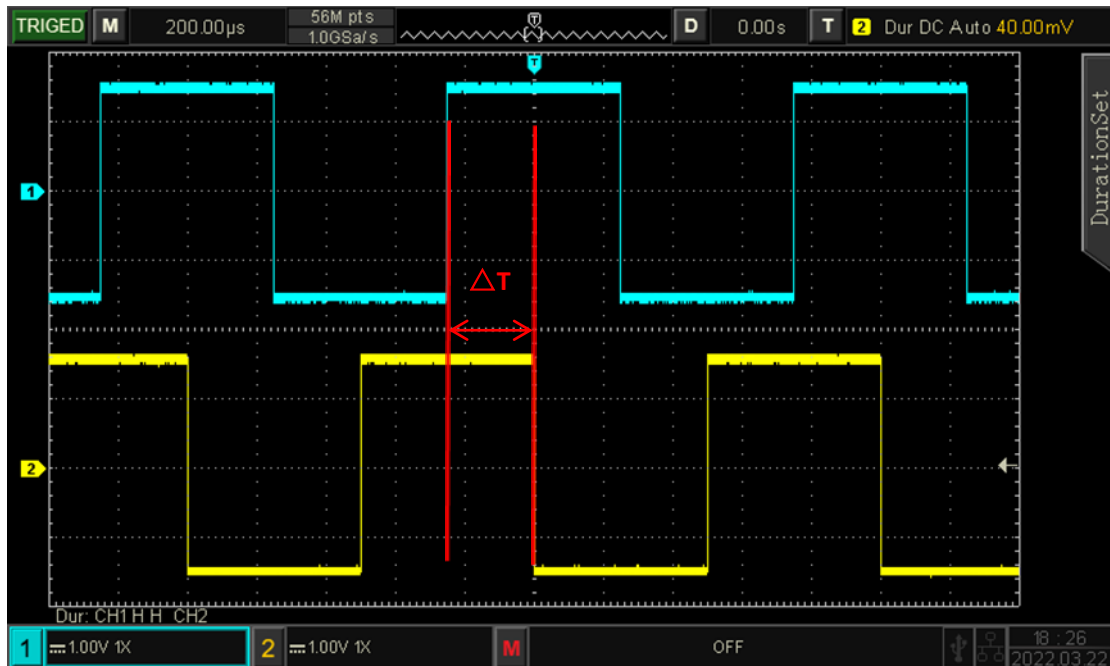 TRIGED M 200.00μs 56M pts D 0.00s T 2 Dur DC Auto 40.00mV
1.0GSa/s
T
T
DurationSet
1
△T
2
Dur: CH1 H H CH2
1 1.00V 1X 2 1.00V 1X M OFF 18:26
2022.03.22